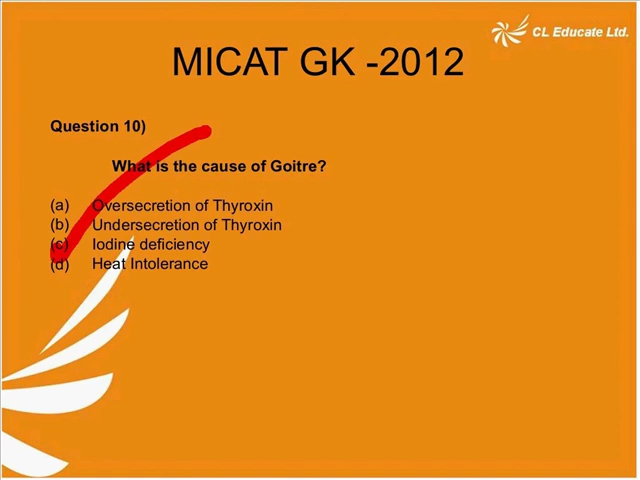 CL Educate Ltd.
MICAT GK -2012
Question 10)
What is the cause of Goitre?
(a) Oversecretion of Thyroxin
(b) Undersecretion of Thyroxin
(c) Iodine deficiency
(d) Heat Intolerance